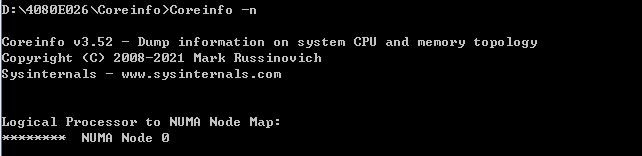 D:\4080E026\Coreinfo>Coreinfo -n
Coreinfo v3.52 - Dump information on system CPU and memory topology
Copyright (C) 2008-2021 Mark Russinovich
Sysinternals - www.sysinternals.com
Logical Processor to NUMA Node Map:
******** NUMA Node 0